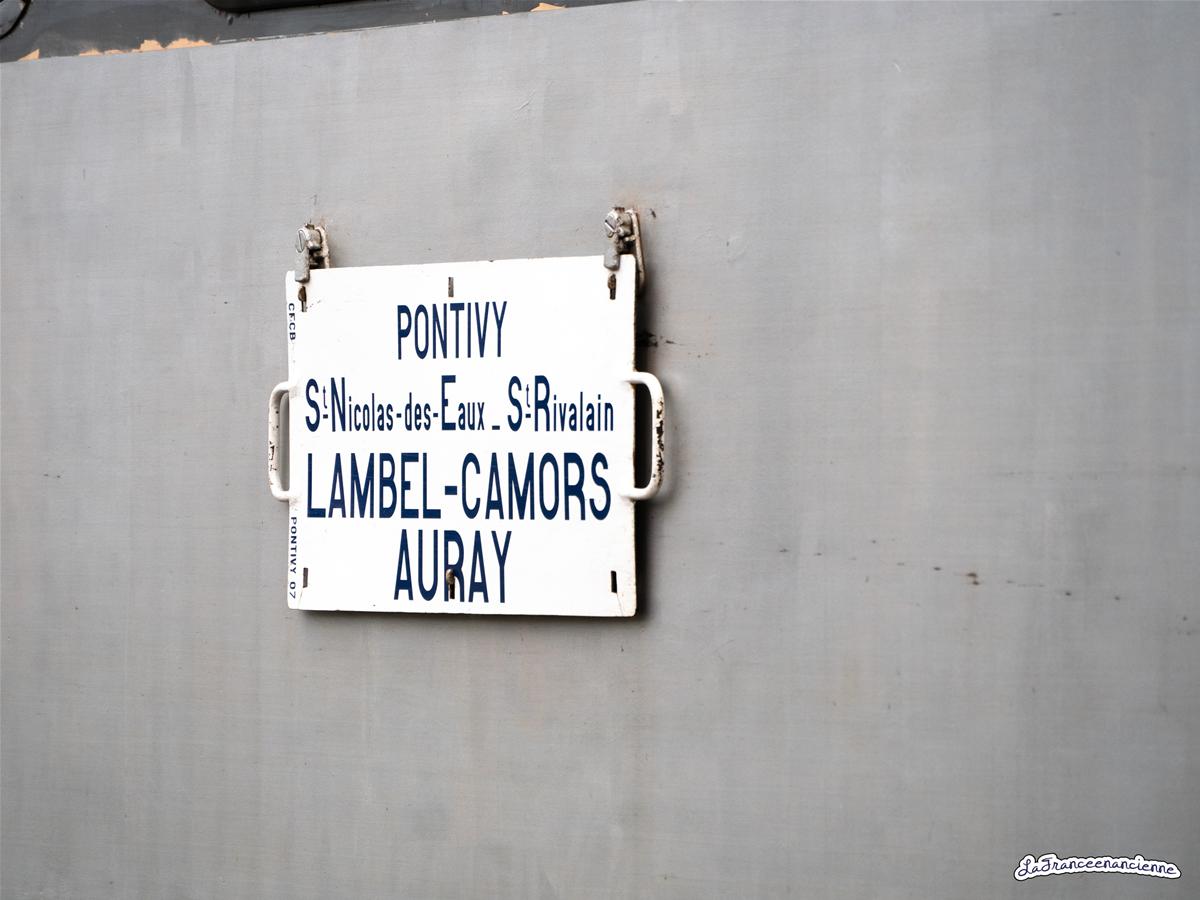 CFCB
PONTIVY
St-Nicolas-des-Eaux - St-Rivalain
LAMBEL-CAMORS
AURAY
PONTIVY 07
LaFranceenancienne